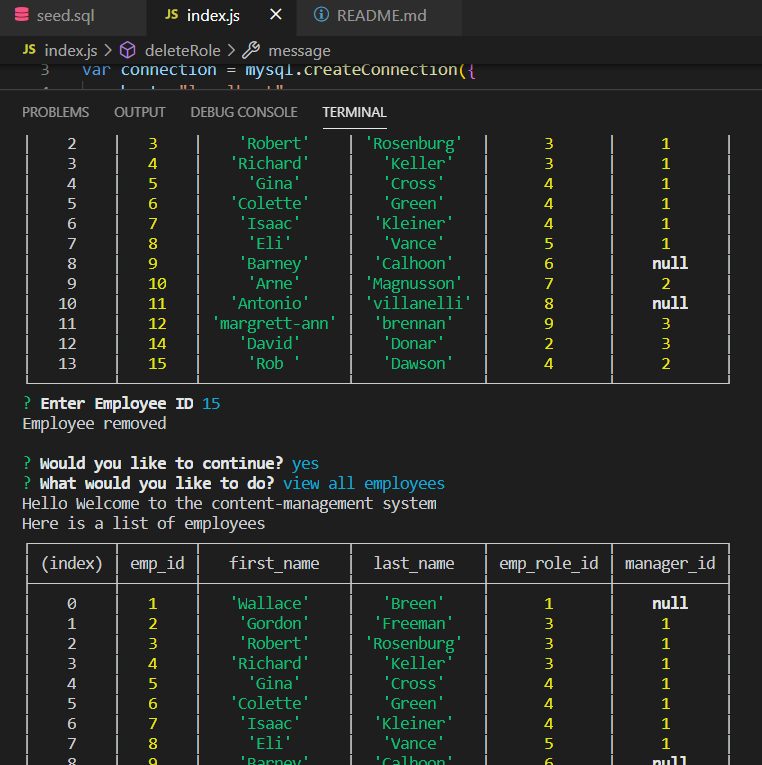 seed.sql JS index.js × README.md
JS index.js > deleteRole > message
3 var connection = mysql.createConnection({
PROBLEMS OUTPUT DEBUG CONSOLE TERMINAL
2 3 'Robert' 'Rosenburg' 3 1
3 4 'Richard' 'Keller' 3 1
4 5 'Gina' 'Cross' 4 1
5 6 'Colette' 'Green' 4 1
6 7 'Isaac' 'Kleiner' 4 1
7 8 'Eli' 'Vance' 5 1
8 9 'Barney' 'Calhoon' 6 null
9 10 'Arne' 'Magnusson' 7 2
10 11 'Antonio' 'villanelli' 8 null
11 12 'margrett-ann' 'brennan' 9 3
12 14 'David' 'Donar' 2 3
13 15 'Rob ' 'Dawson' 4 2
? Enter Employee ID 15
Employee removed
? Would you like to continue? yes
? What would you like to do? view all employees
Hello Welcome to the content-management system
Here is a list of employees
(index) emp_id first_name last_name emp_role_id manager_id
0 1 'Wallace' 'Breen' 1 null
1 2 'Gordon' 'Freeman' 3 1
2 3 'Robert' 'Rosenburg' 3 1
3 4 'Richard' 'Keller' 3 1
4 5 'Gina' 'Cross' 4 1
5 6 'Colette' 'Green' 4 1
6 7 'Isaac' 'Kleiner' 4 1
7 8 'Eli' 'Vance' 5 1
8 9 'Barney' 'Calhoon' 6 null